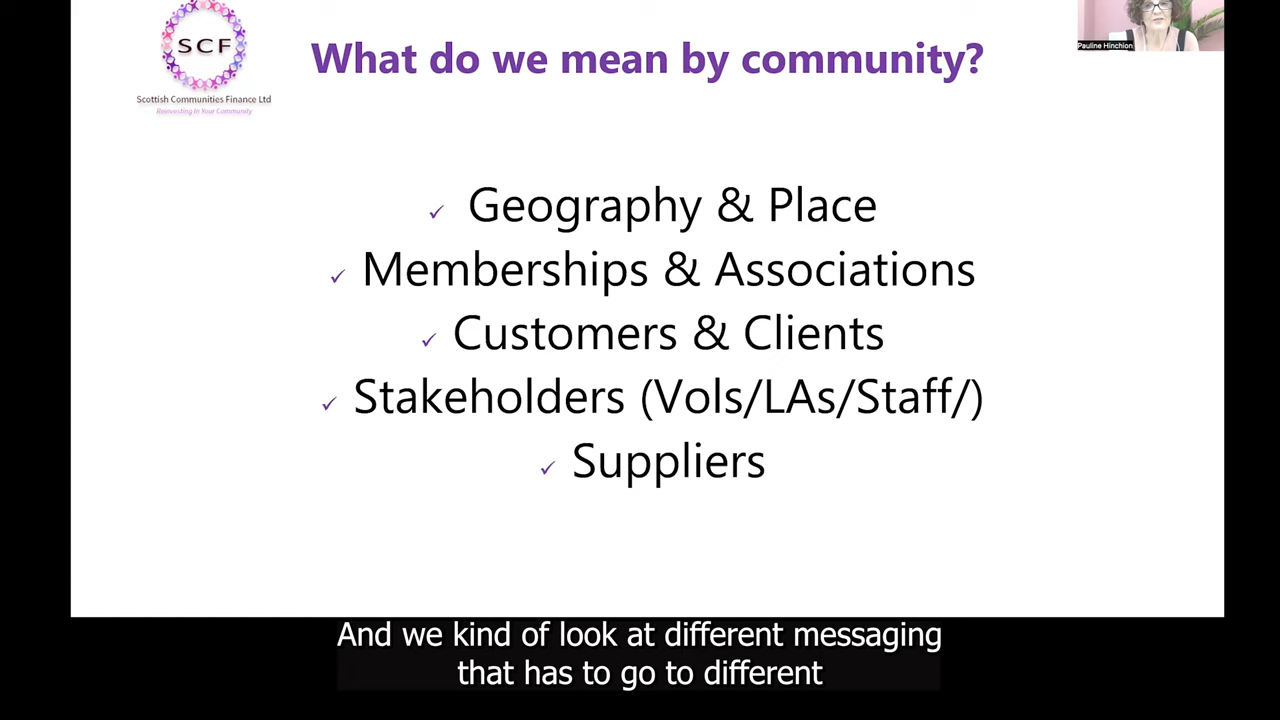 SCF
Scottish Communities Finance Ltd
Reinvesting In Your Community
What do we mean by community?
Pauline Hinchion
✓ Geography & Place
✓ Memberships & Associations
✓ Customers & Clients
✓ Stakeholders (Vols/LAs/Staff/)
✓ Suppliers
And we kind of look at different messaging
that has to go to different